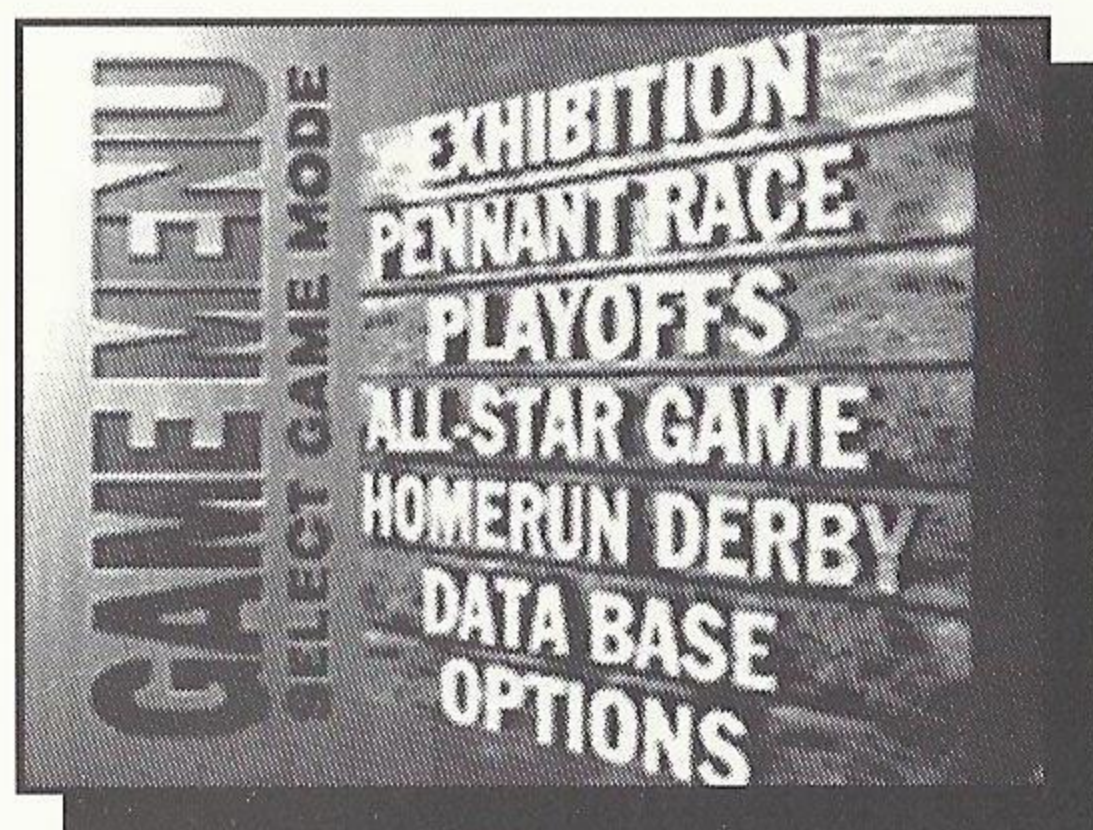 GAME MENU
SELECT GAME MODE
EXHIBITION
PENNANT RACE
PLAYOFFS
ALL-STAR GAME
HOMERUN DERBY
DATA BASE
OPTIONS